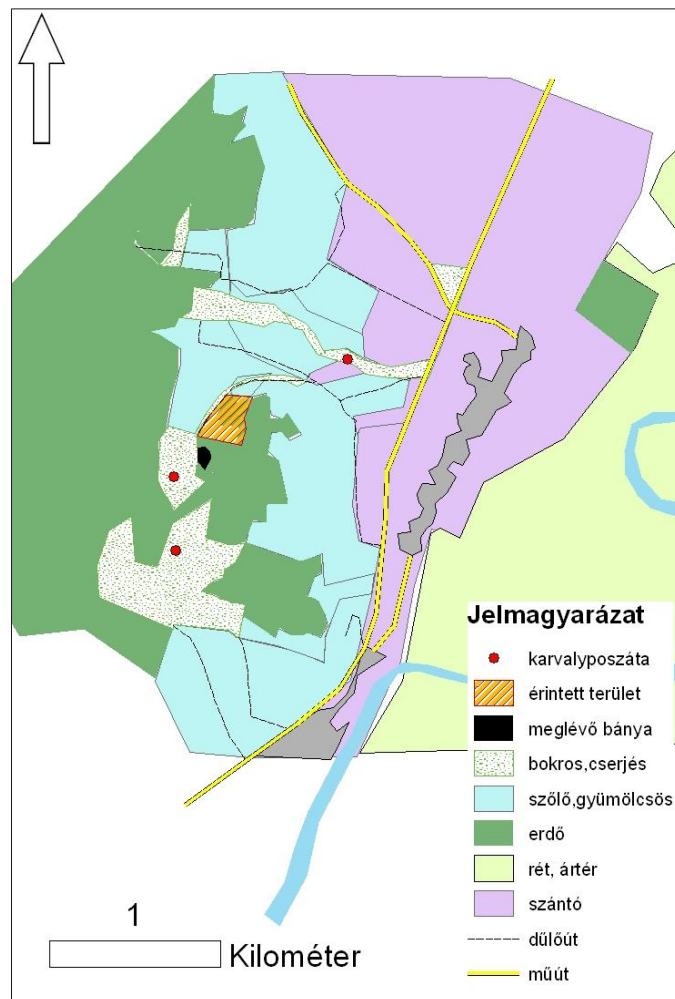 Jelmagyarázat
karvalyposzáta
érintett terület
meglévő bánya
bokros,cserjés
szőlő,gyümölcsös
erdő
rét, ártér
szántó
dűlőút
műút
1
Kilométer